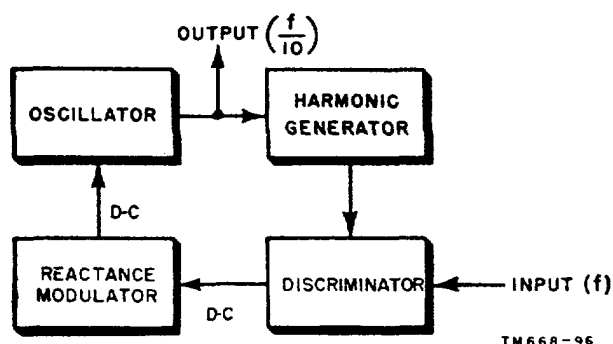 OUTPUT (f/10)
OSCILLATOR
HARMONIC
GENERATOR
D-C
REACTANCE
MODULATOR
D-C
DISCRIMINATOR
INPUT (f)
TM668-96